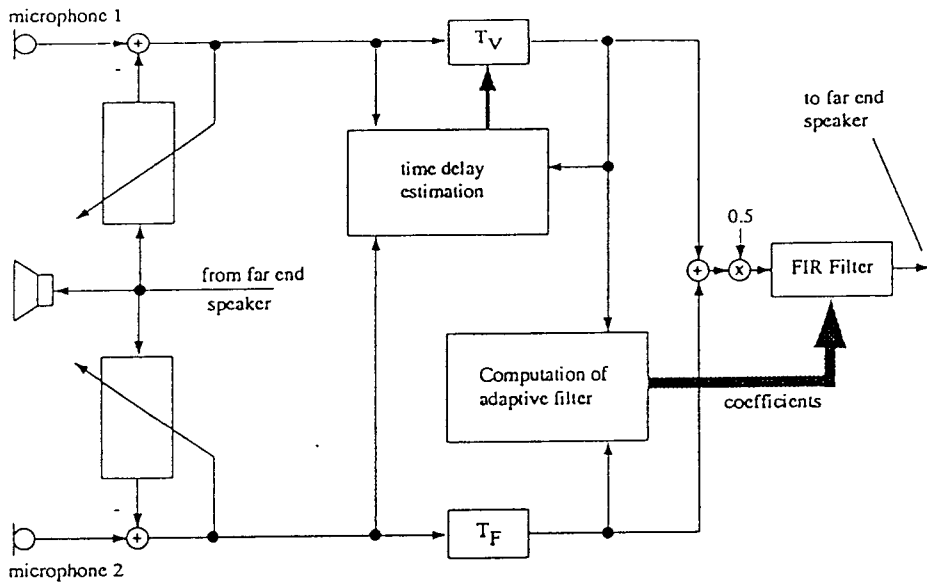 microphone 1
+
-
T_V
to far end
speaker
time delay
estimation
0.5
from far end
speaker
+
x
FIR Filter
Computation of
adaptive filter
coefficients
-
+
T_F
microphone 2